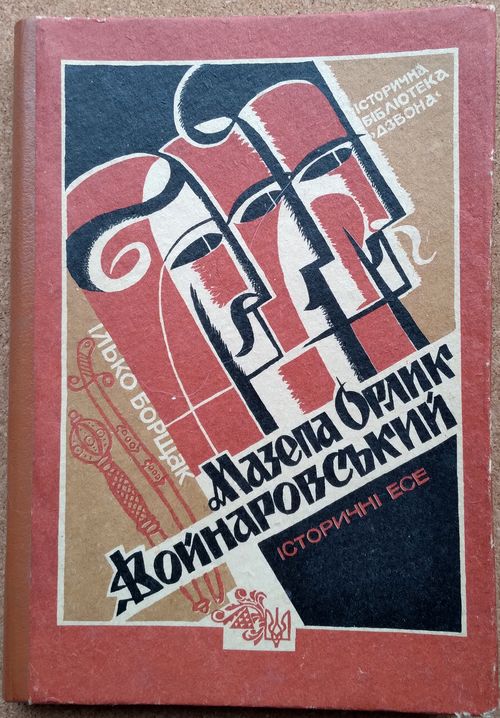 ІСТОРИЧНА
БІБЛІОТЕКА
„ДЗВОНА“
ІЛЬКО БОРЩАК
Мазепа Орлик
Войнаровський
ІСТОРИЧНІ ЕСЕ